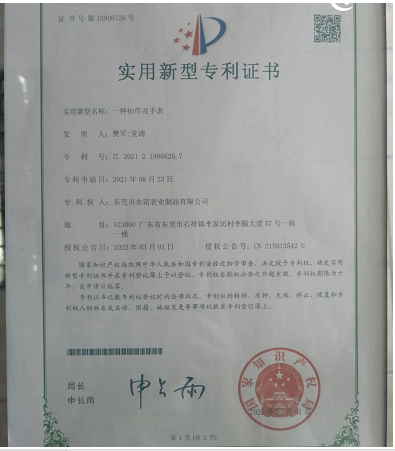 证书号第15900726号
实用新型专利证书
实用新型名称：一种扣件及手表
发 明 人：樊军;党涛
专 利 号：ZL 2021 2 1996620.7
专利申请日：2021年08月23日
专 利 权 人：东莞市水诺表业制品有限公司
地 址：523000 广东省东莞市石排镇李家坊村李横大道87号一栋
一楼
授权公告日：2022年03月01日 授权公告号：CN 215913542 U
国家知识产权局依照中华人民共和国专利法经过初步审查，决定授予专利权，颁发实
用新型专利证书并在专利登记簿上予以登记。专利权自授权公告之日起生效。专利权期限为十
年，自申请日起算。
专利证书记载专利权登记时的法律状况。专利权的转移、质押、无效、终止、恢复和专
利权人的姓名或名称、国籍、地址变更等事项记载在专利登记簿上。
局长
申长雨
申长雨
国家知识产权局
第 1 页 (共 2 页)